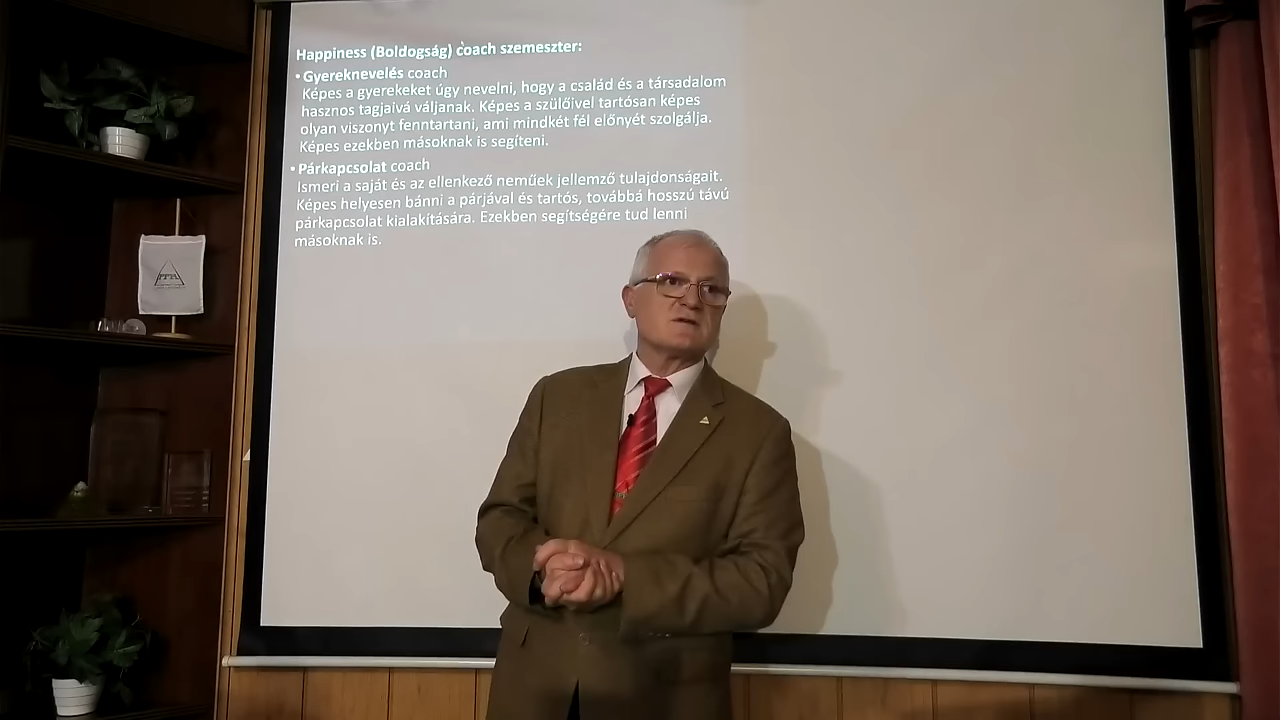 Happiness (Boldogság) coach szemeszter:
• Gyereknevelés coach
Képes a gyerekeket úgy nevelni, hogy a család és a társadalom
hasznos tagjaivá váljanak. Képes a szülőivel tartósan képes
olyan viszonyt fenntartani, ami mindkét fél előnyét szolgálja.
Képes ezekben másoknak is segíteni.
• Párkapcsolat coach
Ismeri a saját és az ellenkező neműek jellemző tulajdonságait.
Képes helyesen bánni a párjával és tartós, továbbá hosszú távú
párkapcsolat kialakítására. Ezekben segítségére tud lenni
másoknak is.